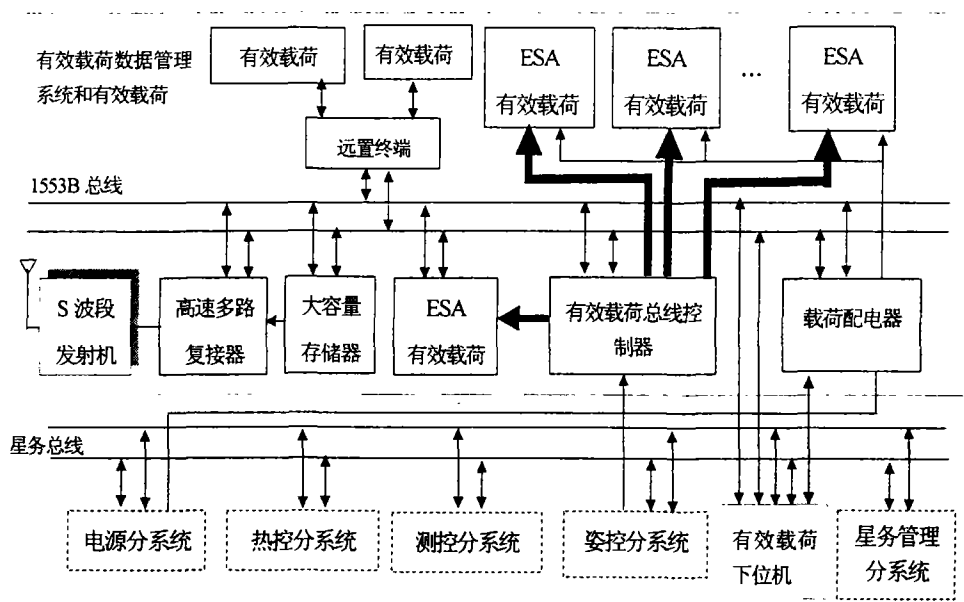 有效载荷数据管理
系统和有效载荷
有效载荷
有效载荷
ESA
有效载荷
ESA
有效载荷
…
ESA
有效载荷
远置终端
1553B 总线
S 波段
发射机
高速多路
复接器
大容量
存储器
ESA
有效载荷
有效载荷总线控
制器
载荷配电器
星务总线
电源分系统
热控分系统
测控分系统
姿控分系统
有效载荷
下位机
星务管理
分系统